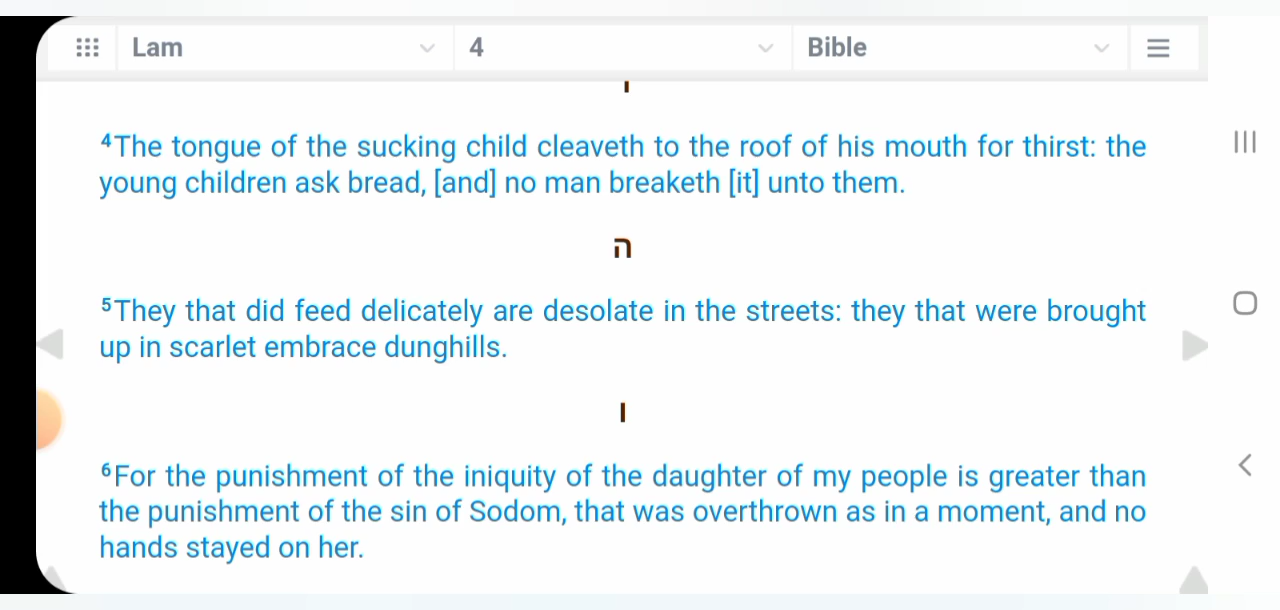 Lam 4 Bible
⁴The tongue of the sucking child cleaveth to the roof of his mouth for thirst: the
young children ask bread, [and] no man breaketh [it] unto them.
ה
⁵They that did feed delicately are desolate in the streets: they that were brought
up in scarlet embrace dunghills.
ו
⁶For the punishment of the iniquity of the daughter of my people is greater than
the punishment of the sin of Sodom, that was overthrown as in a moment, and no
hands stayed on her.